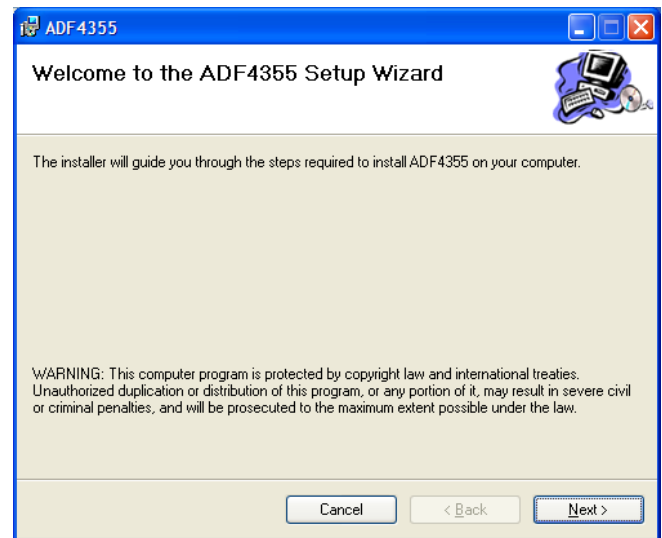 ADF4355
Welcome to the ADF4355 Setup Wizard
The installer will guide you through the steps required to install ADF4355 on your computer.
WARNING: This computer program is protected by copyright law and international treaties.
Unauthorized duplication or distribution of this program, or any portion of it, may result in severe civil
or criminal penalties, and will be prosecuted to the maximum extent possible under the law.
Cancel
< Back
Next >